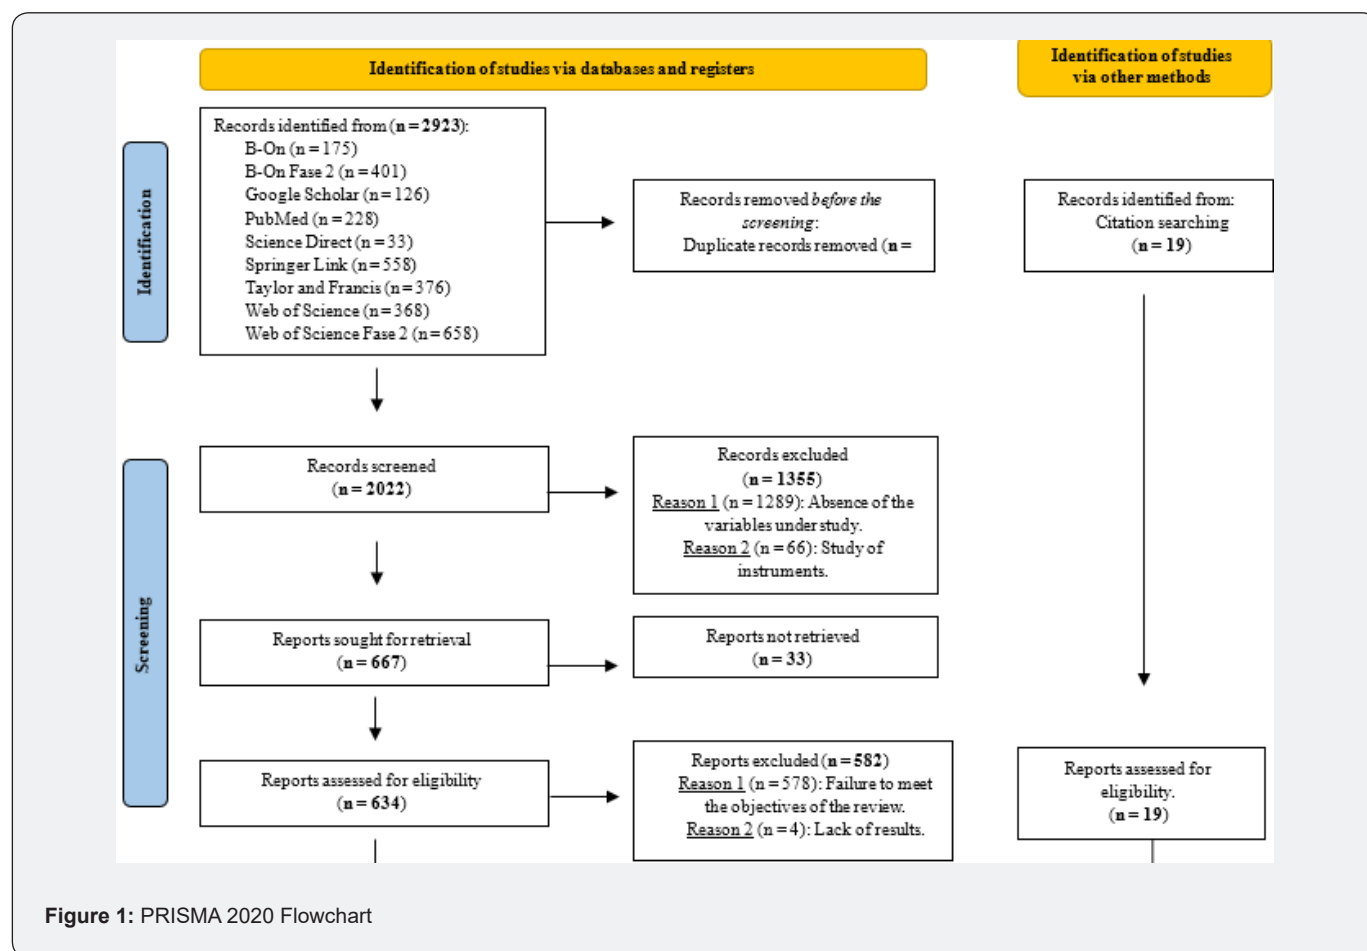 Identification of studies via databases and registers
Identification of studies
via other methods
Identification
Records identified from (n = 2923):
B-On (n = 175)
B-On Fase 2 (n = 401)
Google Scholar (n = 126)
PubMed (n = 228)
Science Direct (n = 33)
Springer Link (n = 558)
Taylor and Francis (n = 376)
Web of Science (n = 368)
Web of Science Fase 2 (n = 658)
Records removed before the
screening:
Duplicate records removed (n =
Records identified from:
Citation searching
(n = 19)
Screening
Records screened
(n = 2022)
Records excluded
(n = 1355)
Reason 1 (n = 1289): Absence of the
variables under study.
Reason 2 (n = 66): Study of
instruments.
Reports sought for retrieval
(n = 667)
Reports not retrieved
(n = 33)
Reports assessed for eligibility
(n = 634)
Reports excluded (n = 582)
Reason 1 (n = 578): Failure to meet
the objectives of the review.
Reason 2 (n = 4): Lack of results.
Reports assessed for
eligibility.
(n = 19)
Figure 1: PRISMA 2020 Flowchart